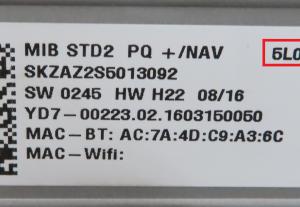 MIB STD2 PQ +/NAV 5L0
SKZAZ2S5013092
SW 0245 HW H22 08/16
YD7-00223.02.1603150050
MAC-BT: AC:7A:4D:C9:A3:6C
MAC-Wifi: